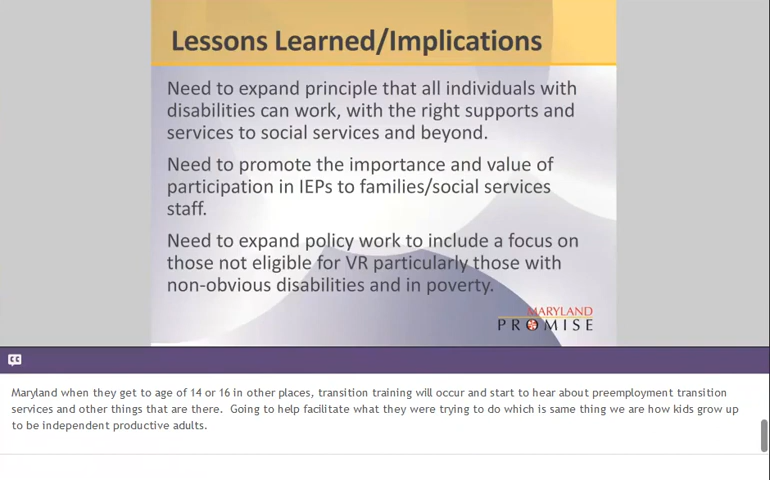 Lessons Learned/Implications
Need to expand principle that all individuals with
disabilities can work, with the right supports and
services to social services and beyond.
Need to promote the importance and value of
participation in IEPs to families/social services
staff.
Need to expand policy work to include a focus on
those not eligible for VR particularly those with
non-obvious disabilities and in poverty.
MARYLAND
PROMISE
CC
Maryland when they get to age of 14 or 16 in other places, transition training will occur and start to hear about preemployment transition
services and other things that are there.  Going to help facilitate what they were trying to do which is same thing we are how kids grow up
to be independent productive adults.